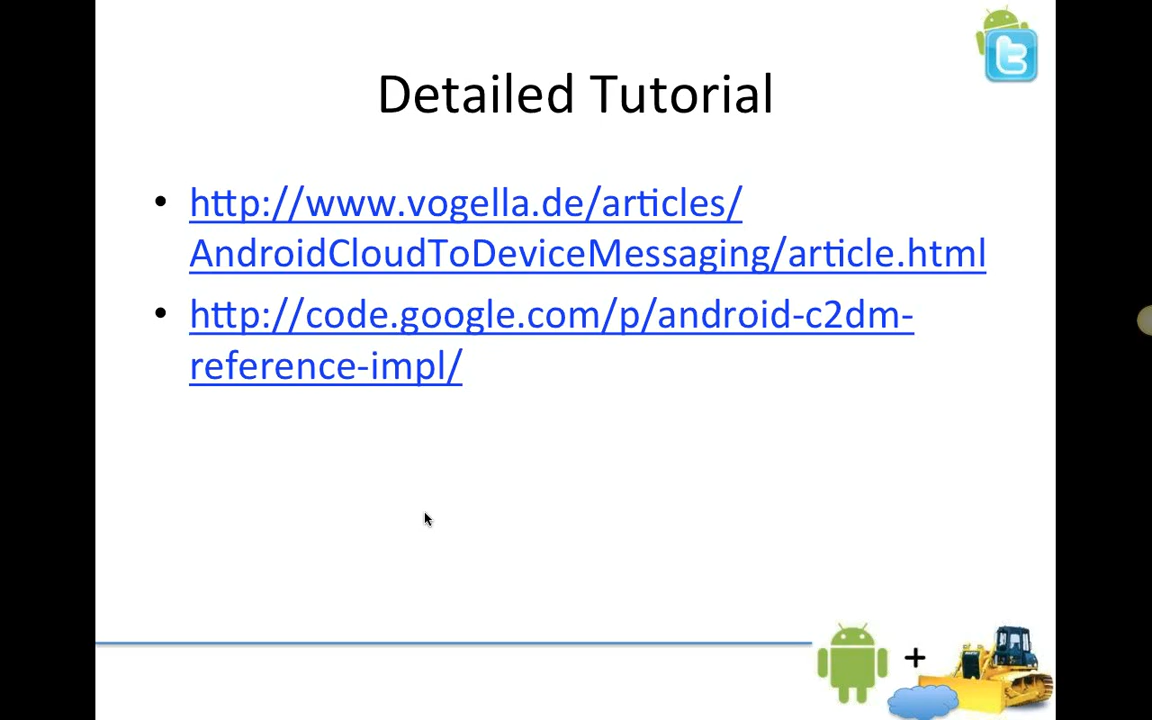 Detailed Tutorial
• http://www.vogella.de/articles/
AndroidCloudToDeviceMessaging/article.html
• http://code.google.com/p/android-c2dm-
reference-impl/
+